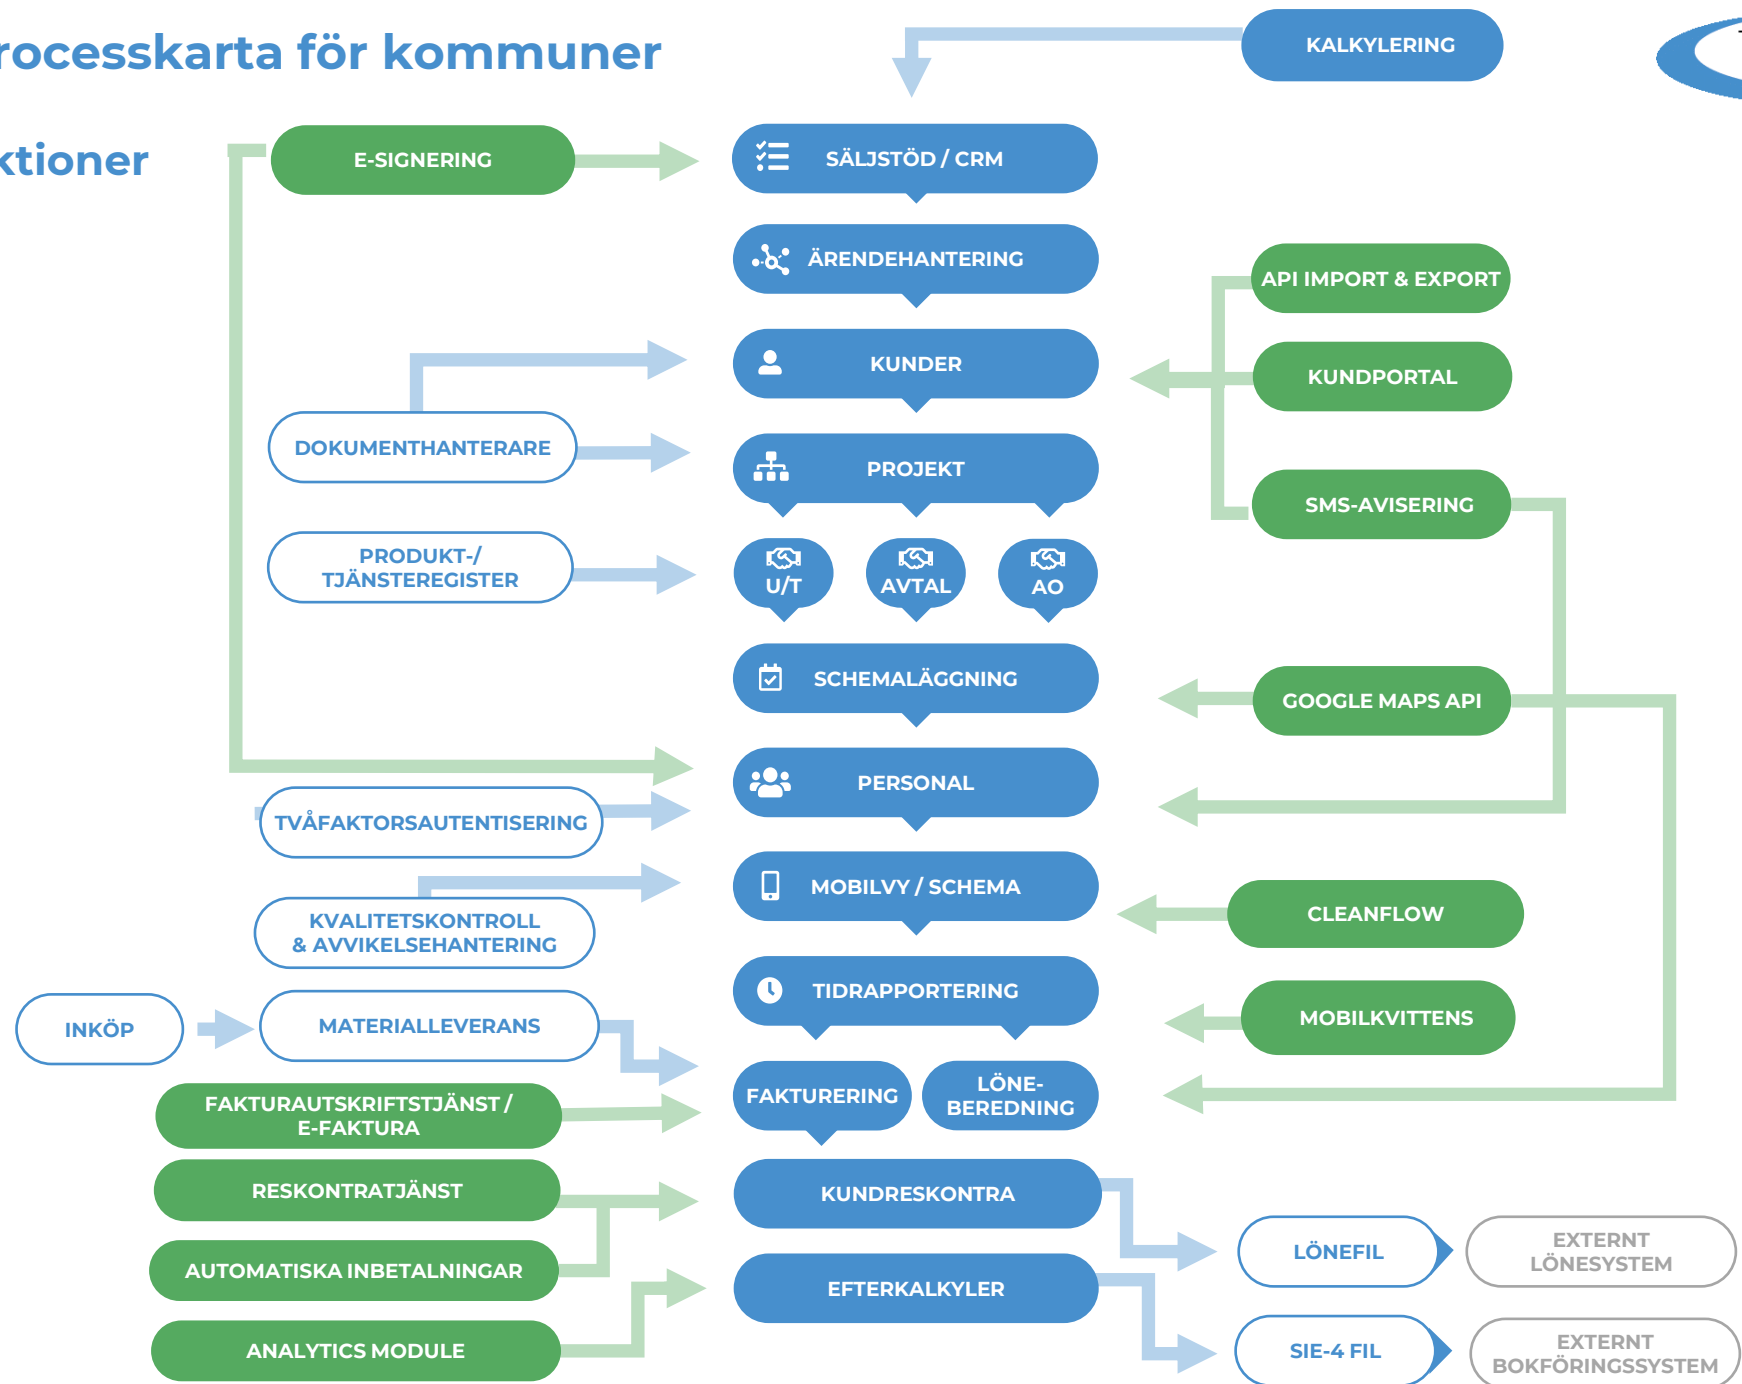 rocesskarta för kommuner
ktioner
KALKYLERING
E-SIGNERING
SÄLJSTÖD / CRM
ÄRENDEHANTERING
API IMPORT & EXPORT
KUNDER
KUNDPORTAL
DOKUMENTHANTERARE
PROJEKT
SMS-AVISERING
PRODUKT-/
TJÄNSTEREGISTER
U/T
AVTAL
AO
SCHEMALÄGGNING
GOOGLE MAPS API
PERSONAL
TVÅFAKTORSAUTENTISERING
MOBILVY / SCHEMA
KVALITETSKONTROLL
& AVVIKELSEHANTERING
CLEANFLOW
TIDRAPPORTERING
INKÖP
MATERIALLEVERANS
MOBILKVITTENS
FAKTURERING
LÖNE-
BEREDNING
FAKTURAUTSKRIFTSTJÄNST /
E-FAKTURA
RESKONTRATJÄNST
KUNDRESKONTRA
AUTOMATISKA INBETALNINGAR
LÖNEFIL
EXTERNT
LÖNESYSTEM
EFTERKALKYLER
ANALYTICS MODULE
SIE-4 FIL
EXTERNT
BOKFÖRINGSSYSTEM